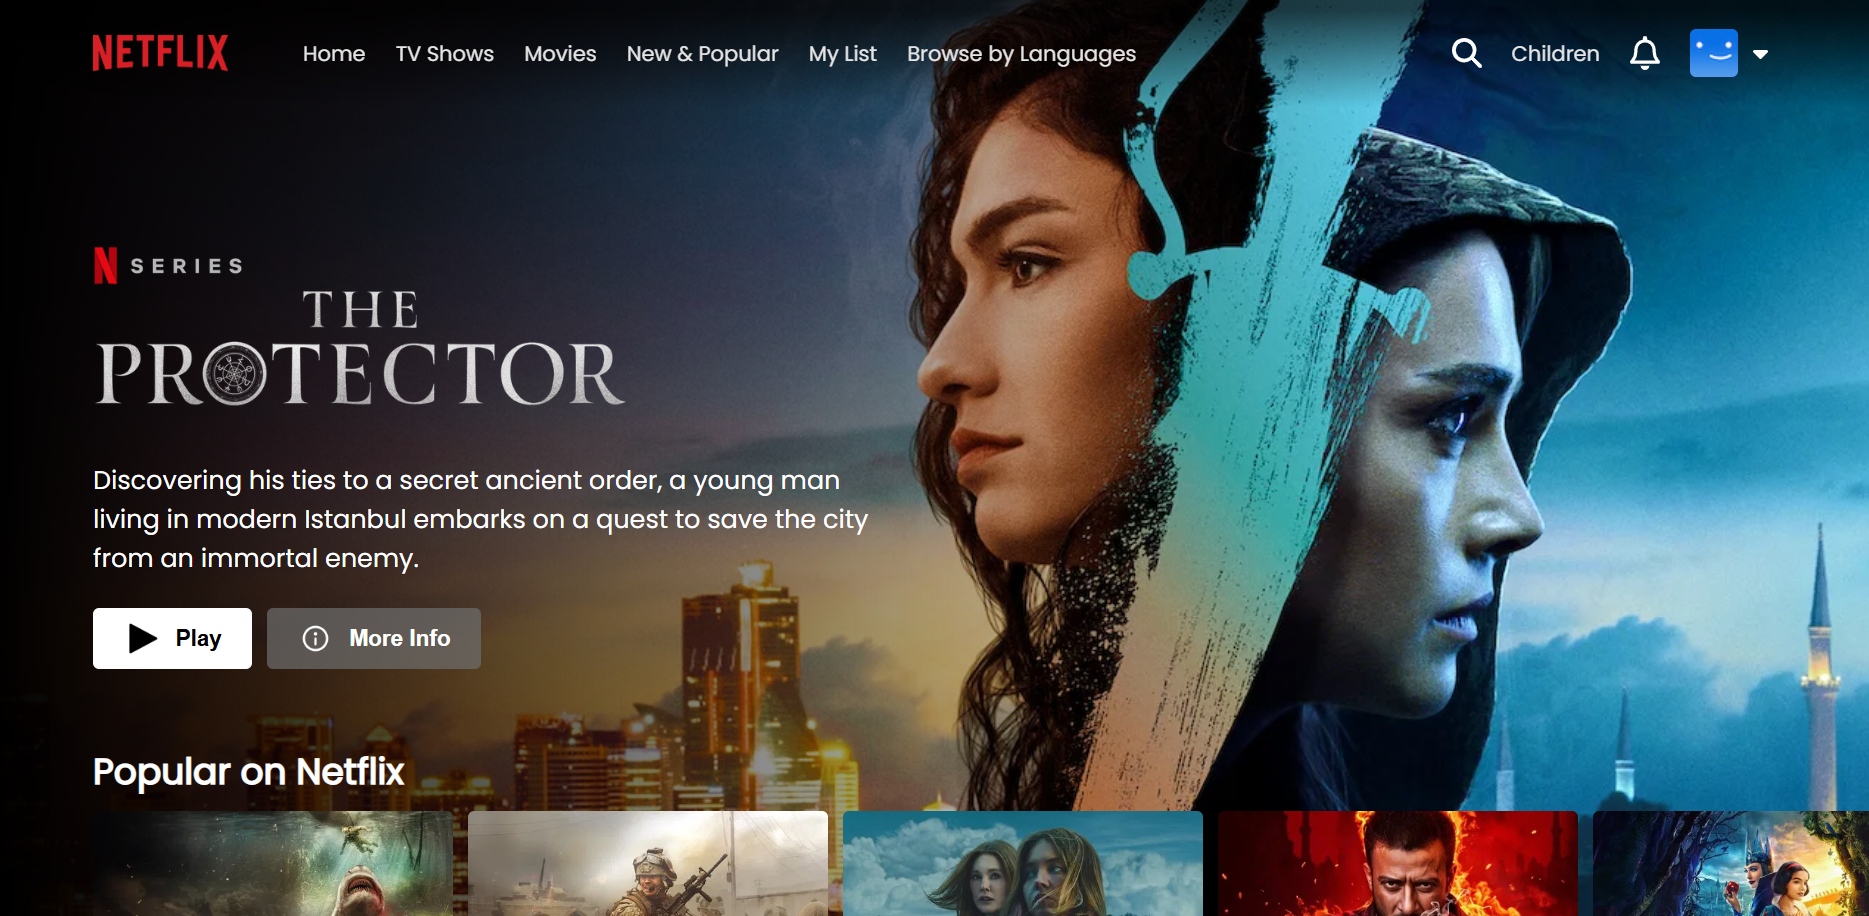 NETFLIX
Home
TV Shows
Movies
New & Popular
My List
Browse by Languages
Children
N SERIES
THE
PROTECTOR
Discovering his ties to a secret ancient order, a young man
living in modern Istanbul embarks on a quest to save the city
from an immortal enemy.
Play
More Info
Popular on Netflix